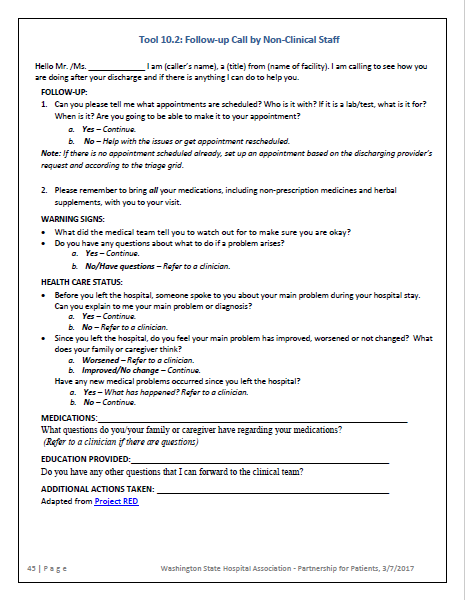 Tool 10.2: Follow-up Call by Non-Clinical Staff
Hello Mr. /Ms. ______________ I am (caller's name), a (title) from (name of facility). I am calling to see how you
are doing after your discharge and if there is anything I can do to help you.
FOLLOW-UP:
1. Can you please tell me what appointments are scheduled? Who is it with? If it is a lab/test, what is it for?
When is it? Are you going to be able to make it to your appointment?
a. Yes – Continue.
b. No – Help with the issues or get appointment rescheduled.
Note: If there is no appointment scheduled already, set up an appointment based on the discharging provider's
request and according to the triage grid.
2. Please remember to bring all your medications, including non-prescription medicines and herbal
supplements, with you to your visit.
WARNING SIGNS:
• What did the medical team tell you to watch out for to make sure you are okay?
• Do you have any questions about what to do if a problem arises?
a. Yes – Continue.
b. No/Have questions – Refer to a clinician.
HEALTH CARE STATUS:
• Before you left the hospital, someone spoke to you about your main problem during your hospital stay.
Can you explain to me your main problem or diagnosis?
a. Yes – Continue.
b. No – Refer to a clinician.
• Since you left the hospital, do you feel your main problem has improved, worsened or not changed? What
does your family or caregiver think?
a. Worsened – Refer to a clinician.
b. Improved/No change – Continue.
Have any new medical problems occurred since you left the hospital?
a. Yes – What has happened? Refer to a clinician.
b. No – Continue.
MEDICATIONS:
What questions do you/your family or caregiver have regarding your medications?
(Refer to a clinician if there are questions)
EDUCATION PROVIDED:
Do you have any other questions that I can forward to the clinical team?
ADDITIONAL ACTIONS TAKEN:
Adapted from Project RED
45 | P a g e Washington State Hospital Association - Partnership for Patients, 3/7/2017